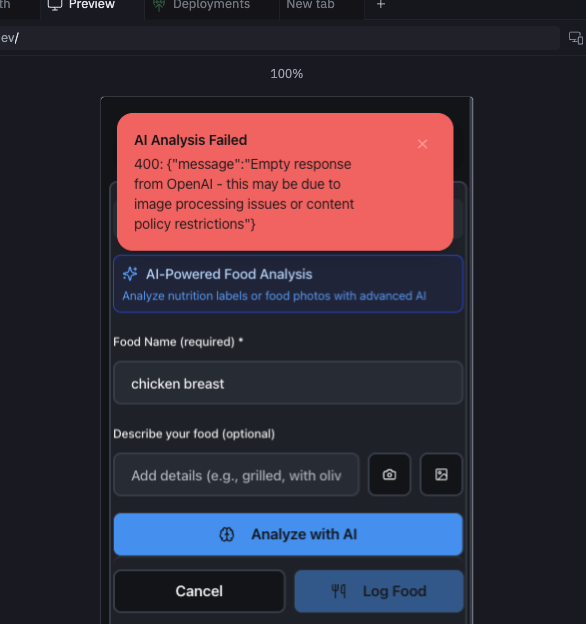 th Preview Deployments New tab +
ev/
100%
AI Analysis Failed
400: {"message":"Empty response
from OpenAI - this may be due to
image processing issues or content
policy restrictions"}
AI-Powered Food Analysis
Analyze nutrition labels or food photos with advanced AI
Food Name (required) *
chicken breast
Describe your food (optional)
Add details (e.g., grilled, with oliv
Analyze with AI
Cancel Log Food